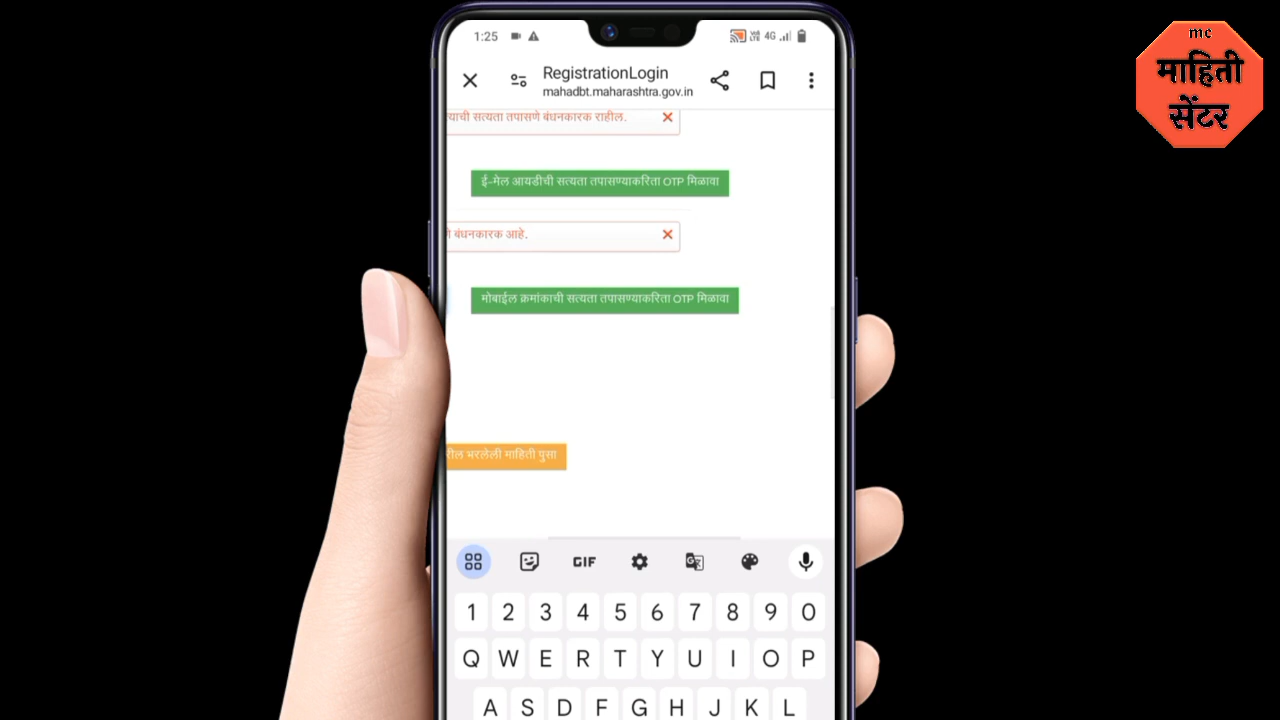 mc
माहिती
सेंटर
1:25
4G
RegistrationLogin
mahadbt.maharashtra.gov.in
सत्यता तपासणे बंधनकारक राहील.
ई-मेल आयडीची सत्यता तपासण्याकरिता OTP मिळावा
बंधनकारक आहे.
मोबाईल क्रमांकाची सत्यता तपासण्याकरिता OTP मिळावा
भरलेली माहिती पुसा
GIF
1 2 3 4 5 6 7 8 9 0
Q W E R T Y U I O P
A S D F G H J K L